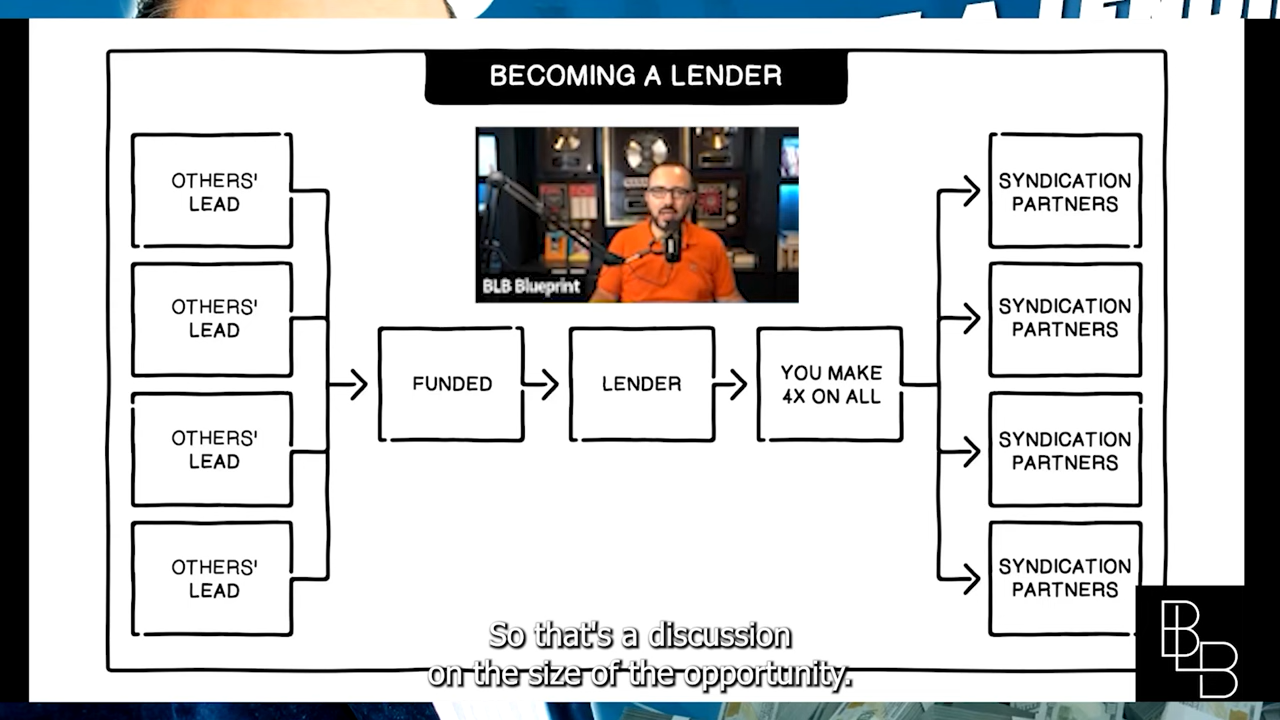 BECOMING A LENDER
OTHERS'
LEAD
OTHERS'
LEAD
OTHERS'
LEAD
OTHERS'
LEAD
BLB Blueprint
FUNDED
LENDER
YOU MAKE
4X ON ALL
SYNDICATION
PARTNERS
SYNDICATION
PARTNERS
SYNDICATION
PARTNERS
SYNDICATION
PARTNERS
So that's a discussion
on the size of the opportunity.
BLB